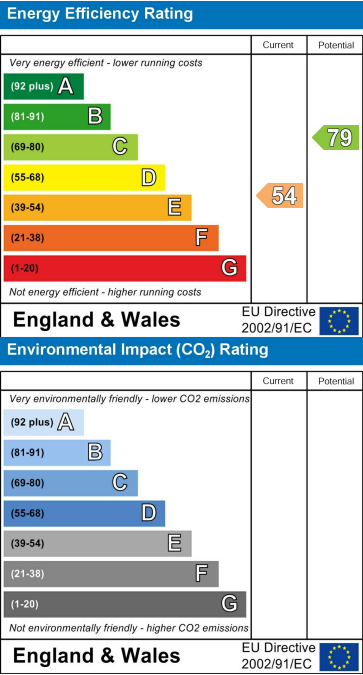 Energy Efficiency Rating
Current Potential
Very energy efficient - lower running costs
(92 plus) A
(81-91) B
(69-80) C
79
(55-68) D
(39-54) E
54
(21-38) F
(1-20) G
Not energy efficient - higher running costs
England & Wales
EU Directive
2002/91/EC
Environmental Impact (CO₂) Rating
Current Potential
Very environmentally friendly - lower CO2 emissions
(92 plus) A
(81-91) B
(69-80) C
(55-68) D
(39-54) E
(21-38) F
(1-20) G
Not environmentally friendly - higher CO2 emissions
England & Wales
EU Directive
2002/91/EC